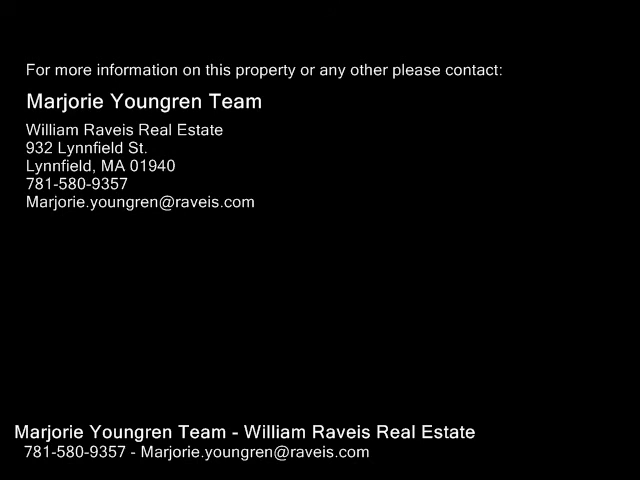 For more information on this property or any other please contact:
Marjorie Youngren Team
William Raveis Real Estate
932 Lynnfield St.
Lynnfield, MA 01940
781-580-9357
Marjorie.youngren@raveis.com
Marjorie Youngren Team - William Raveis Real Estate
781-580-9357 - Marjorie.youngren@raveis.com